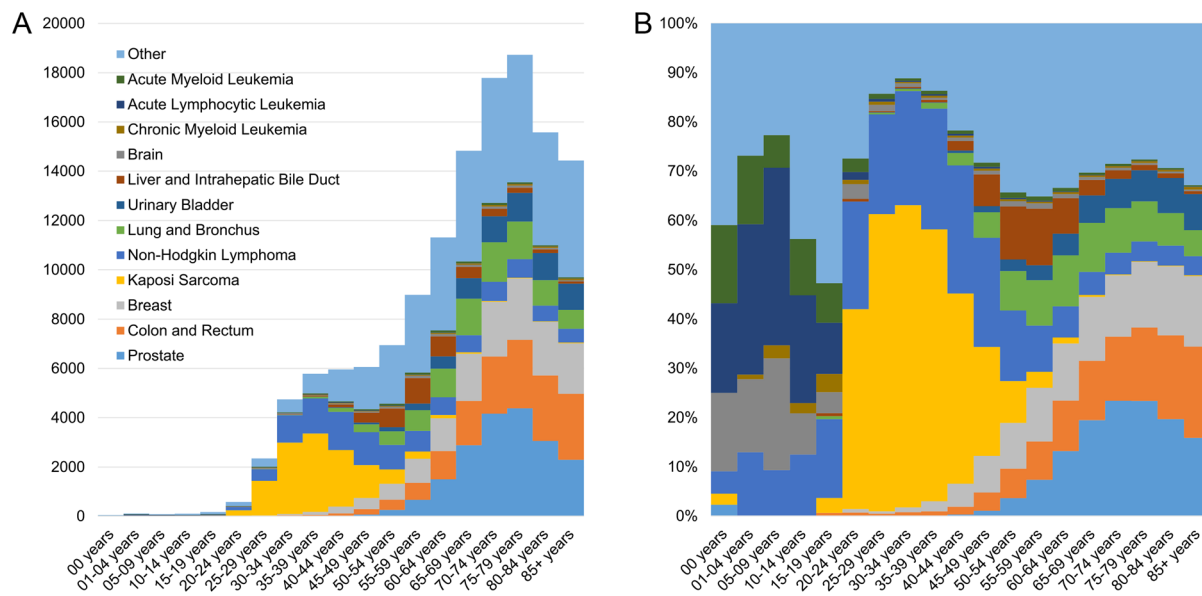 A
20000
18000
16000
14000
12000
10000
8000
6000
4000
2000
0
Other
Acute Myeloid Leukemia
Acute Lymphocytic Leukemia
Chronic Myeloid Leukemia
Brain
Liver and Intrahepatic Bile Duct
Urinary Bladder
Lung and Bronchus
Non-Hodgkin Lymphoma
Kaposi Sarcoma
Breast
Colon and Rectum
Prostate
00 years
01-04 years
05-09 years
10-14 years
15-19 years
20-24 years
25-29 years
30-34 years
35-39 years
40-44 years
45-49 years
50-54 years
55-59 years
60-64 years
65-69 years
70-74 years
75-79 years
80-84 years
85+ years
B
100%
90%
80%
70%
60%
50%
40%
30%
20%
10%
0%
00 years
01-04 years
05-09 years
10-14 years
15-19 years
20-24 years
25-29 years
30-34 years
35-39 years
40-44 years
45-49 years
50-54 years
55-59 years
60-64 years
65-69 years
70-74 years
75-79 years
80-84 years
85+ years